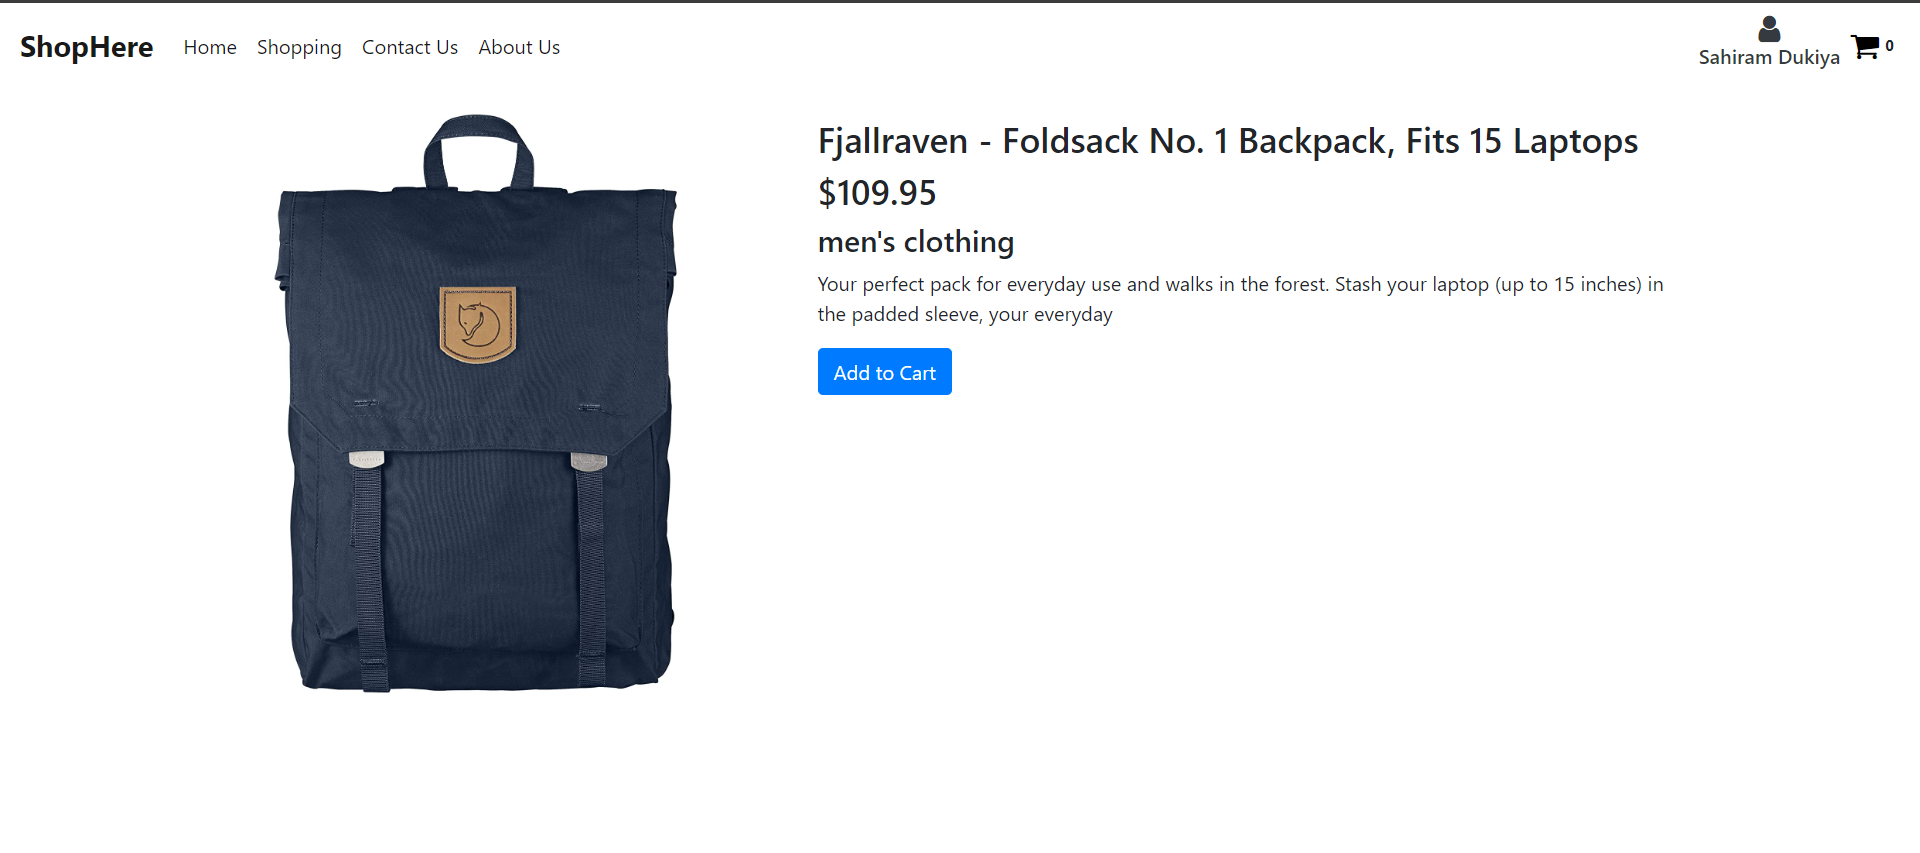 ShopHere Home Shopping Contact Us About Us
Sahiram Dukiya 0
Fjallraven - Foldsack No. 1 Backpack, Fits 15 Laptops
$109.95
men's clothing
Your perfect pack for everyday use and walks in the forest. Stash your laptop (up to 15 inches) in
the padded sleeve, your everyday
Add to Cart